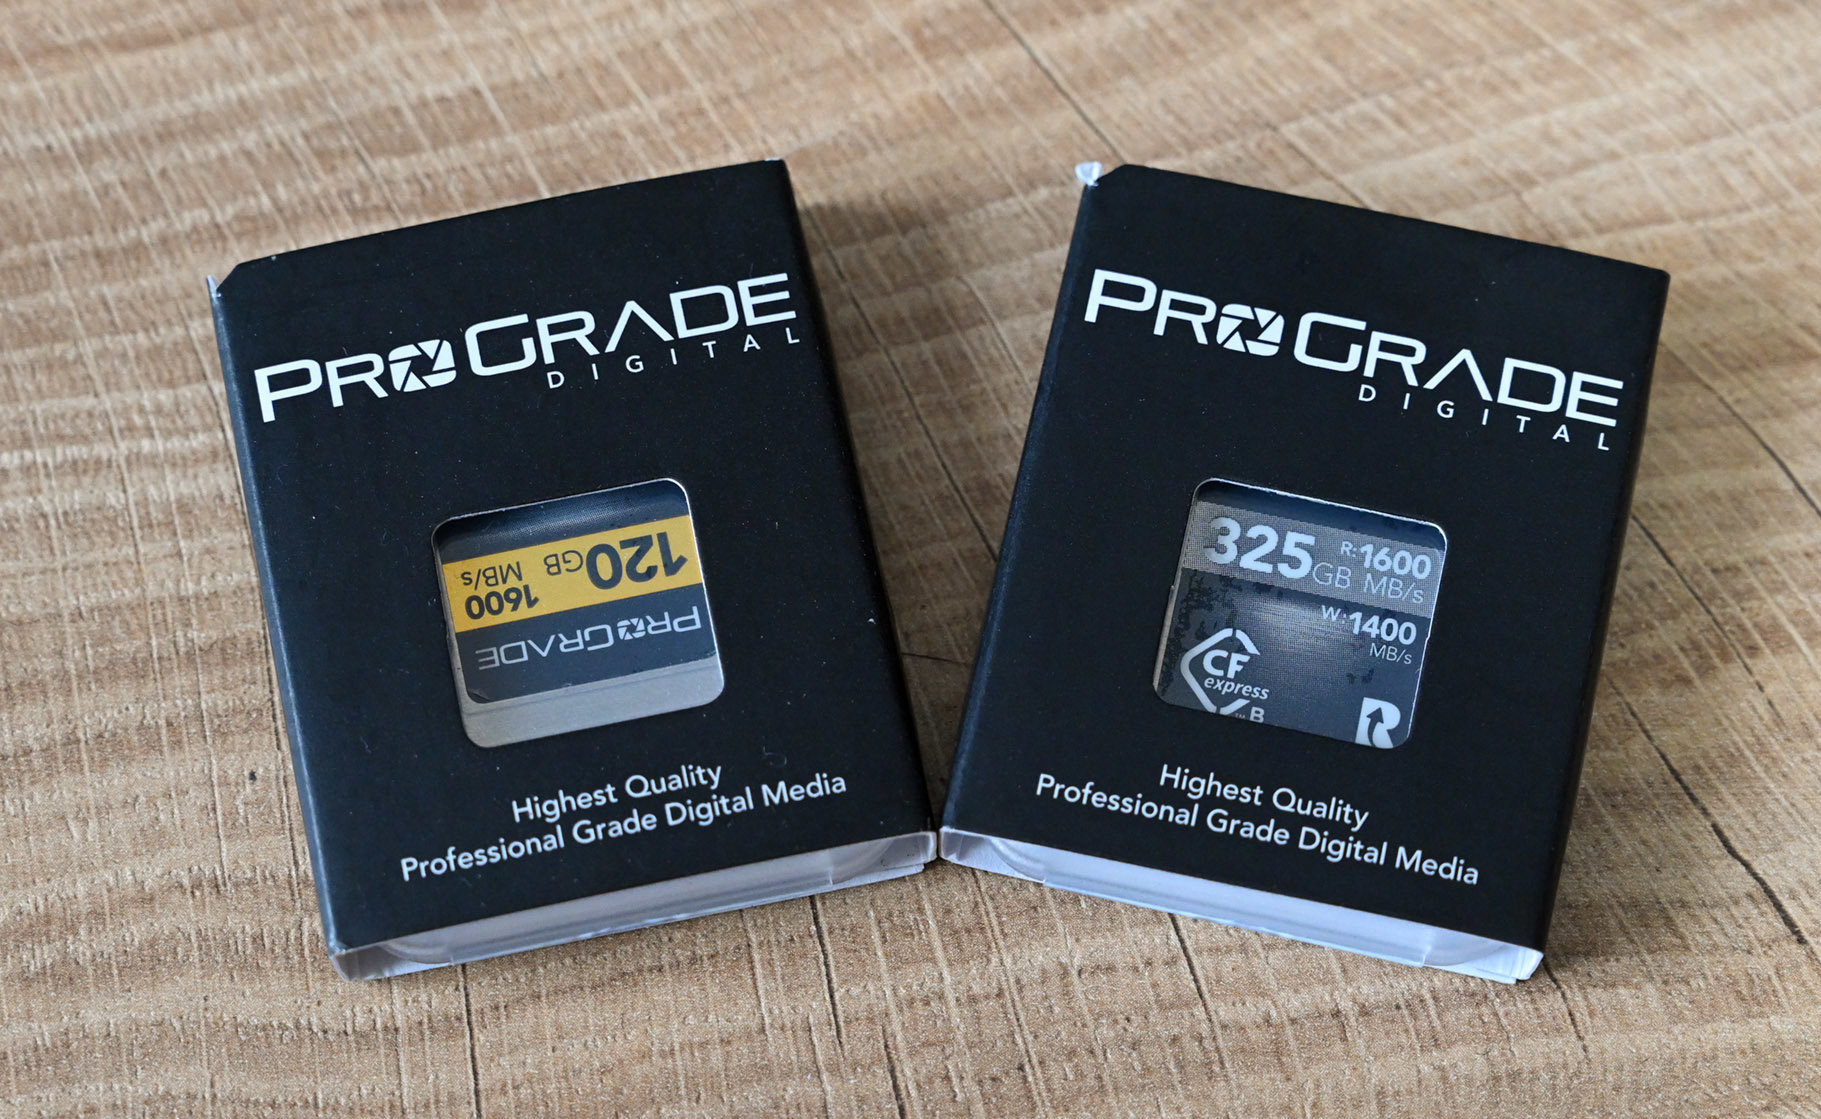 PROGRADE
DIGITAL
120GB 1600
MB/s
PROGRADE
Highest Quality
Professional Grade Digital Media
PROGRADE
DIGITAL
325GB R:1600
MB/s
W:1400
MB/s
CF
express
™ B
R
Highest Quality
Professional Grade Digital Media